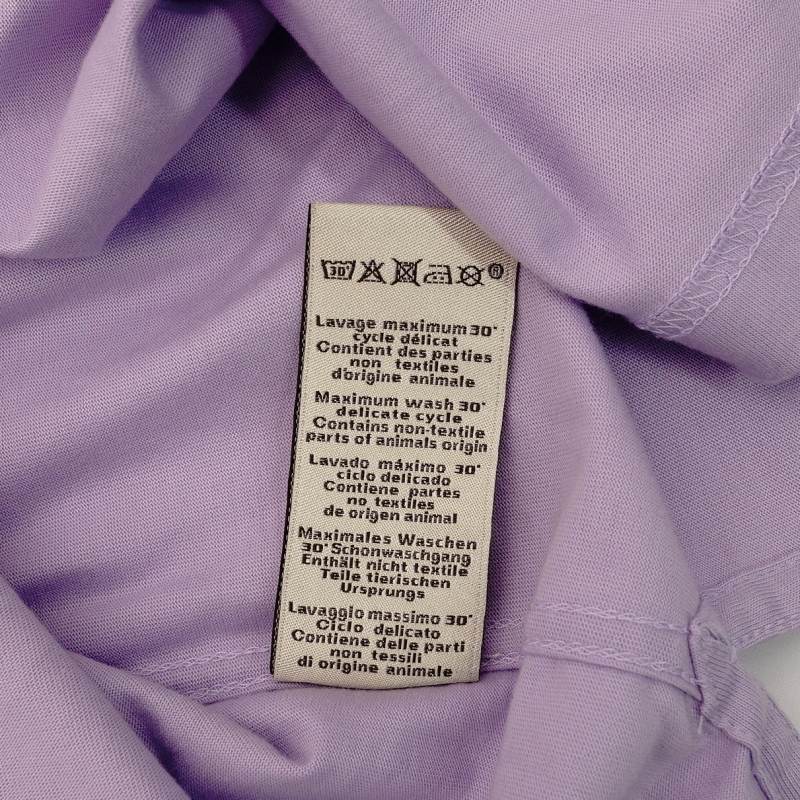 30° ®
Lavage maximum 30°
cycle délicat
Contient des parties
non textiles
d'origine animale
Maximum wash 30°
delicate cycle
Contains non-textile
parts of animals origin
Lavado máximo 30°
ciclo delicado
Contiene partes
no textiles
de origen animal
Maximales Waschen
30° Schonwaschgang
Enthält nicht textile
Teile tierischen
Ursprungs
Lavaggio massimo 30°
Ciclo delicato
Contiene delle parti
non tessili
di origine animale